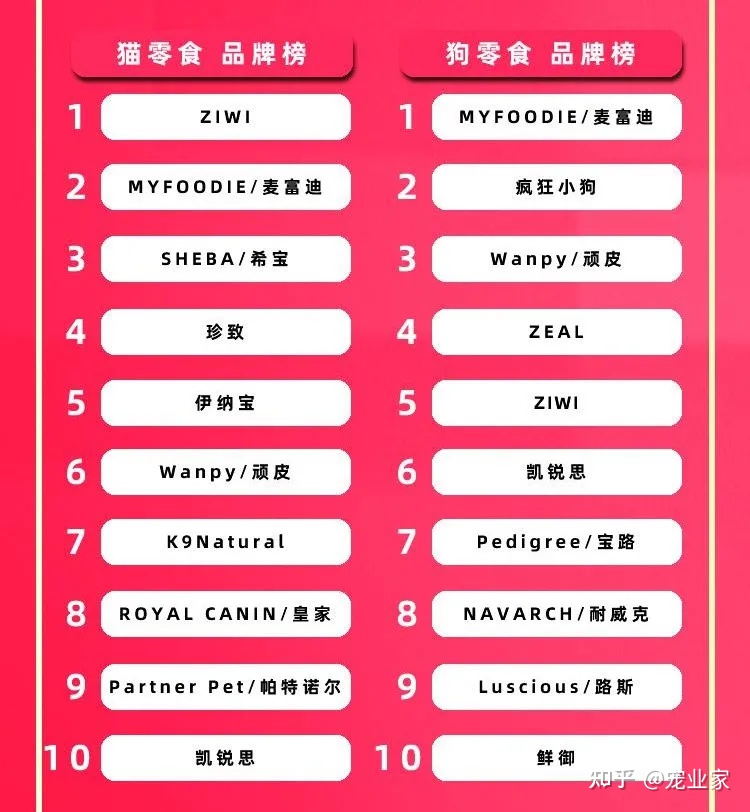 猫零食 品牌榜
1 ZIWI
2 MYFOODIE/麦富迪
3 SHEBA/希宝
4 珍致
5 伊纳宝
6 Wanpy/顽皮
7 K9Natural
8 ROYAL CANIN/皇家
9 Partner Pet/帕特诺尔
10 凯锐思
狗零食 品牌榜
1 MYFOODIE/麦富迪
2 疯狂小狗
3 Wanpy/顽皮
4 ZEAL
5 ZIWI
6 凯锐思
7 Pedigree/宝路
8 NAVARCH/耐威克
9 Luscious/路斯
10 鲜御
知乎 @宠业家